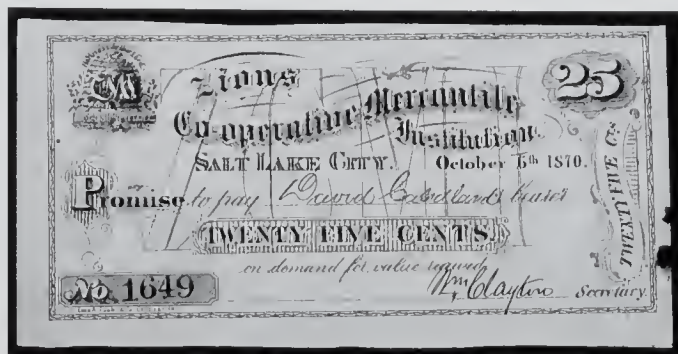 Zions
25
Co-operative Mercantile
Institution.
SALT LAKE CITY. October 5th 1870.
Promise to pay David bearer
TWENTY FIVE CENTS.
TWENTY FIVE Cts
on demand for value received
No. 1649
Wm Clayton Secretary.